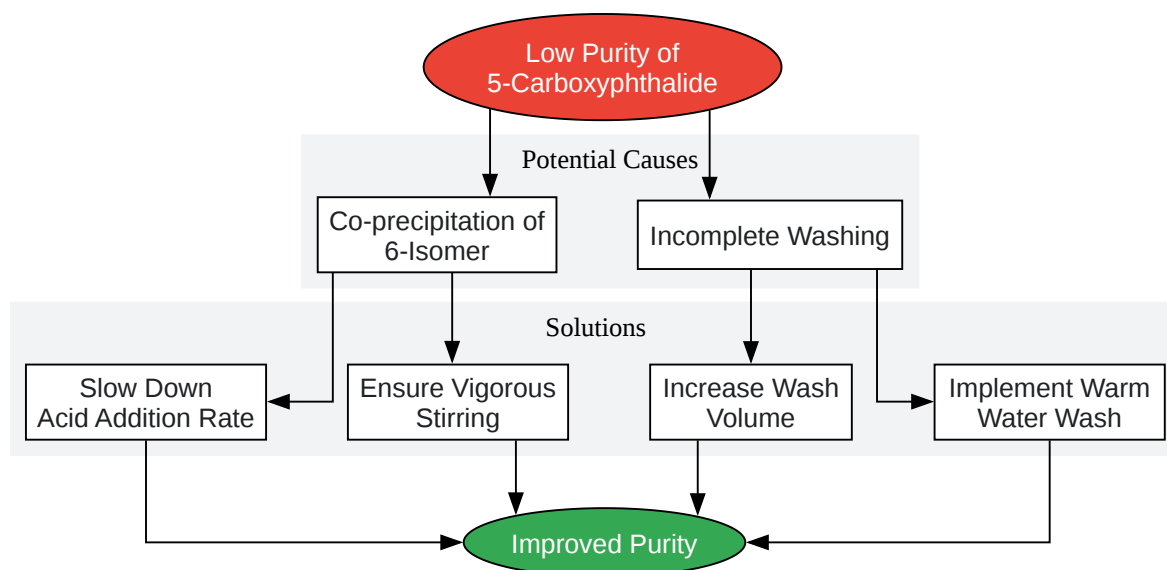 Low Purity of
5-Carboxyphthalide
Potential Causes
Co-precipitation of
6-Isomer
Incomplete Washing
Solutions
Slow Down
Acid Addition Rate
Ensure Vigorous
Stirring
Increase Wash
Volume
Implement Warm
Water Wash
Improved Purity